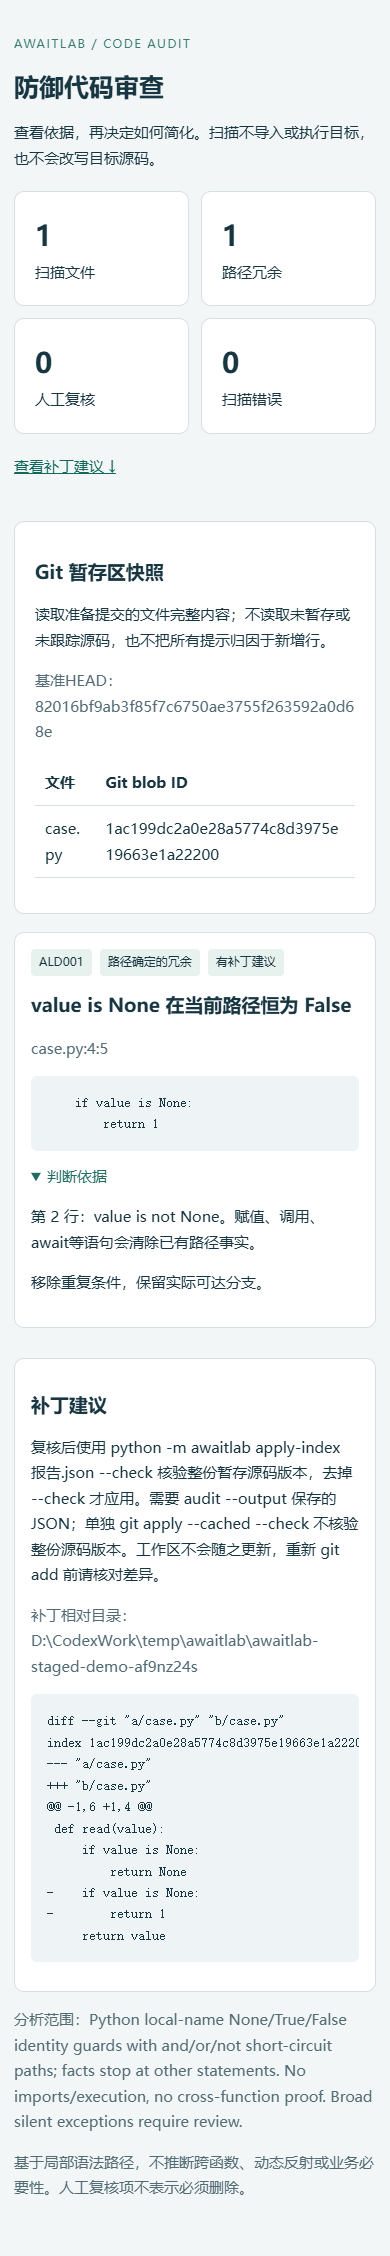 AWAITLAB / CODE AUDIT
防御代码审查
查看依据，再决定如何简化。扫描不导入或执行目标，
也不会改写目标源码。
1
扫描文件
1
路径冗余
0
人工复核
0
扫描错误
查看补丁建议 ↓
Git 暂存区快照
读取准备提交的文件完整内容；不读取未暂存或
未跟踪源码，也不把所有提示归因于新增行。
基准HEAD：
82016bf9ab3f85f7c6750ae3755f263592a0d6
8e
文件 Git blob ID
case. 1ac199dc2a0e28a5774c8d3975e
py 19663e1a22200
ALD001 路径确定的冗余 有补丁建议
value is None 在当前路径恒为 False
case.py:4:5
    if value is None:
        return 1
▼ 判断依据
第 2 行：value is not None。赋值、调用、
await等语句会清除已有路径事实。
移除重复条件，保留实际可达分支。
补丁建议
复核后使用 python -m awaitlab apply-index
报告.json --check 核验整份暂存源码版本，去掉
--check 才应用。需要 audit --output 保存的
JSON；单独 git apply --cached --check 不核验
整份源码版本。工作区不会随之更新，重新 git
add 前请核对差异。
补丁相对目录：
D:\CodexWork\temp\awaitlab\awaitlab-
staged-demo-af9nz24s
diff --git "a/case.py" "b/case.py"
index 1ac199dc2a0e28a5774c8d3975e19663e1a2220
--- "a/case.py"
+++ "b/case.py"
@@ -1,6 +1,4 @@
 def read(value):
     if value is None:
         return None
-    if value is None:
-        return 1
     return value
分析范围：Python local-name None/True/False
identity guards with and/or/not short-circuit
paths; facts stop at other statements. No
imports/execution, no cross-function proof. Broad
silent exceptions require review.
基于局部语法路径，不推断跨函数、动态反射或业务必
要性。人工复核项不表示必须删除。